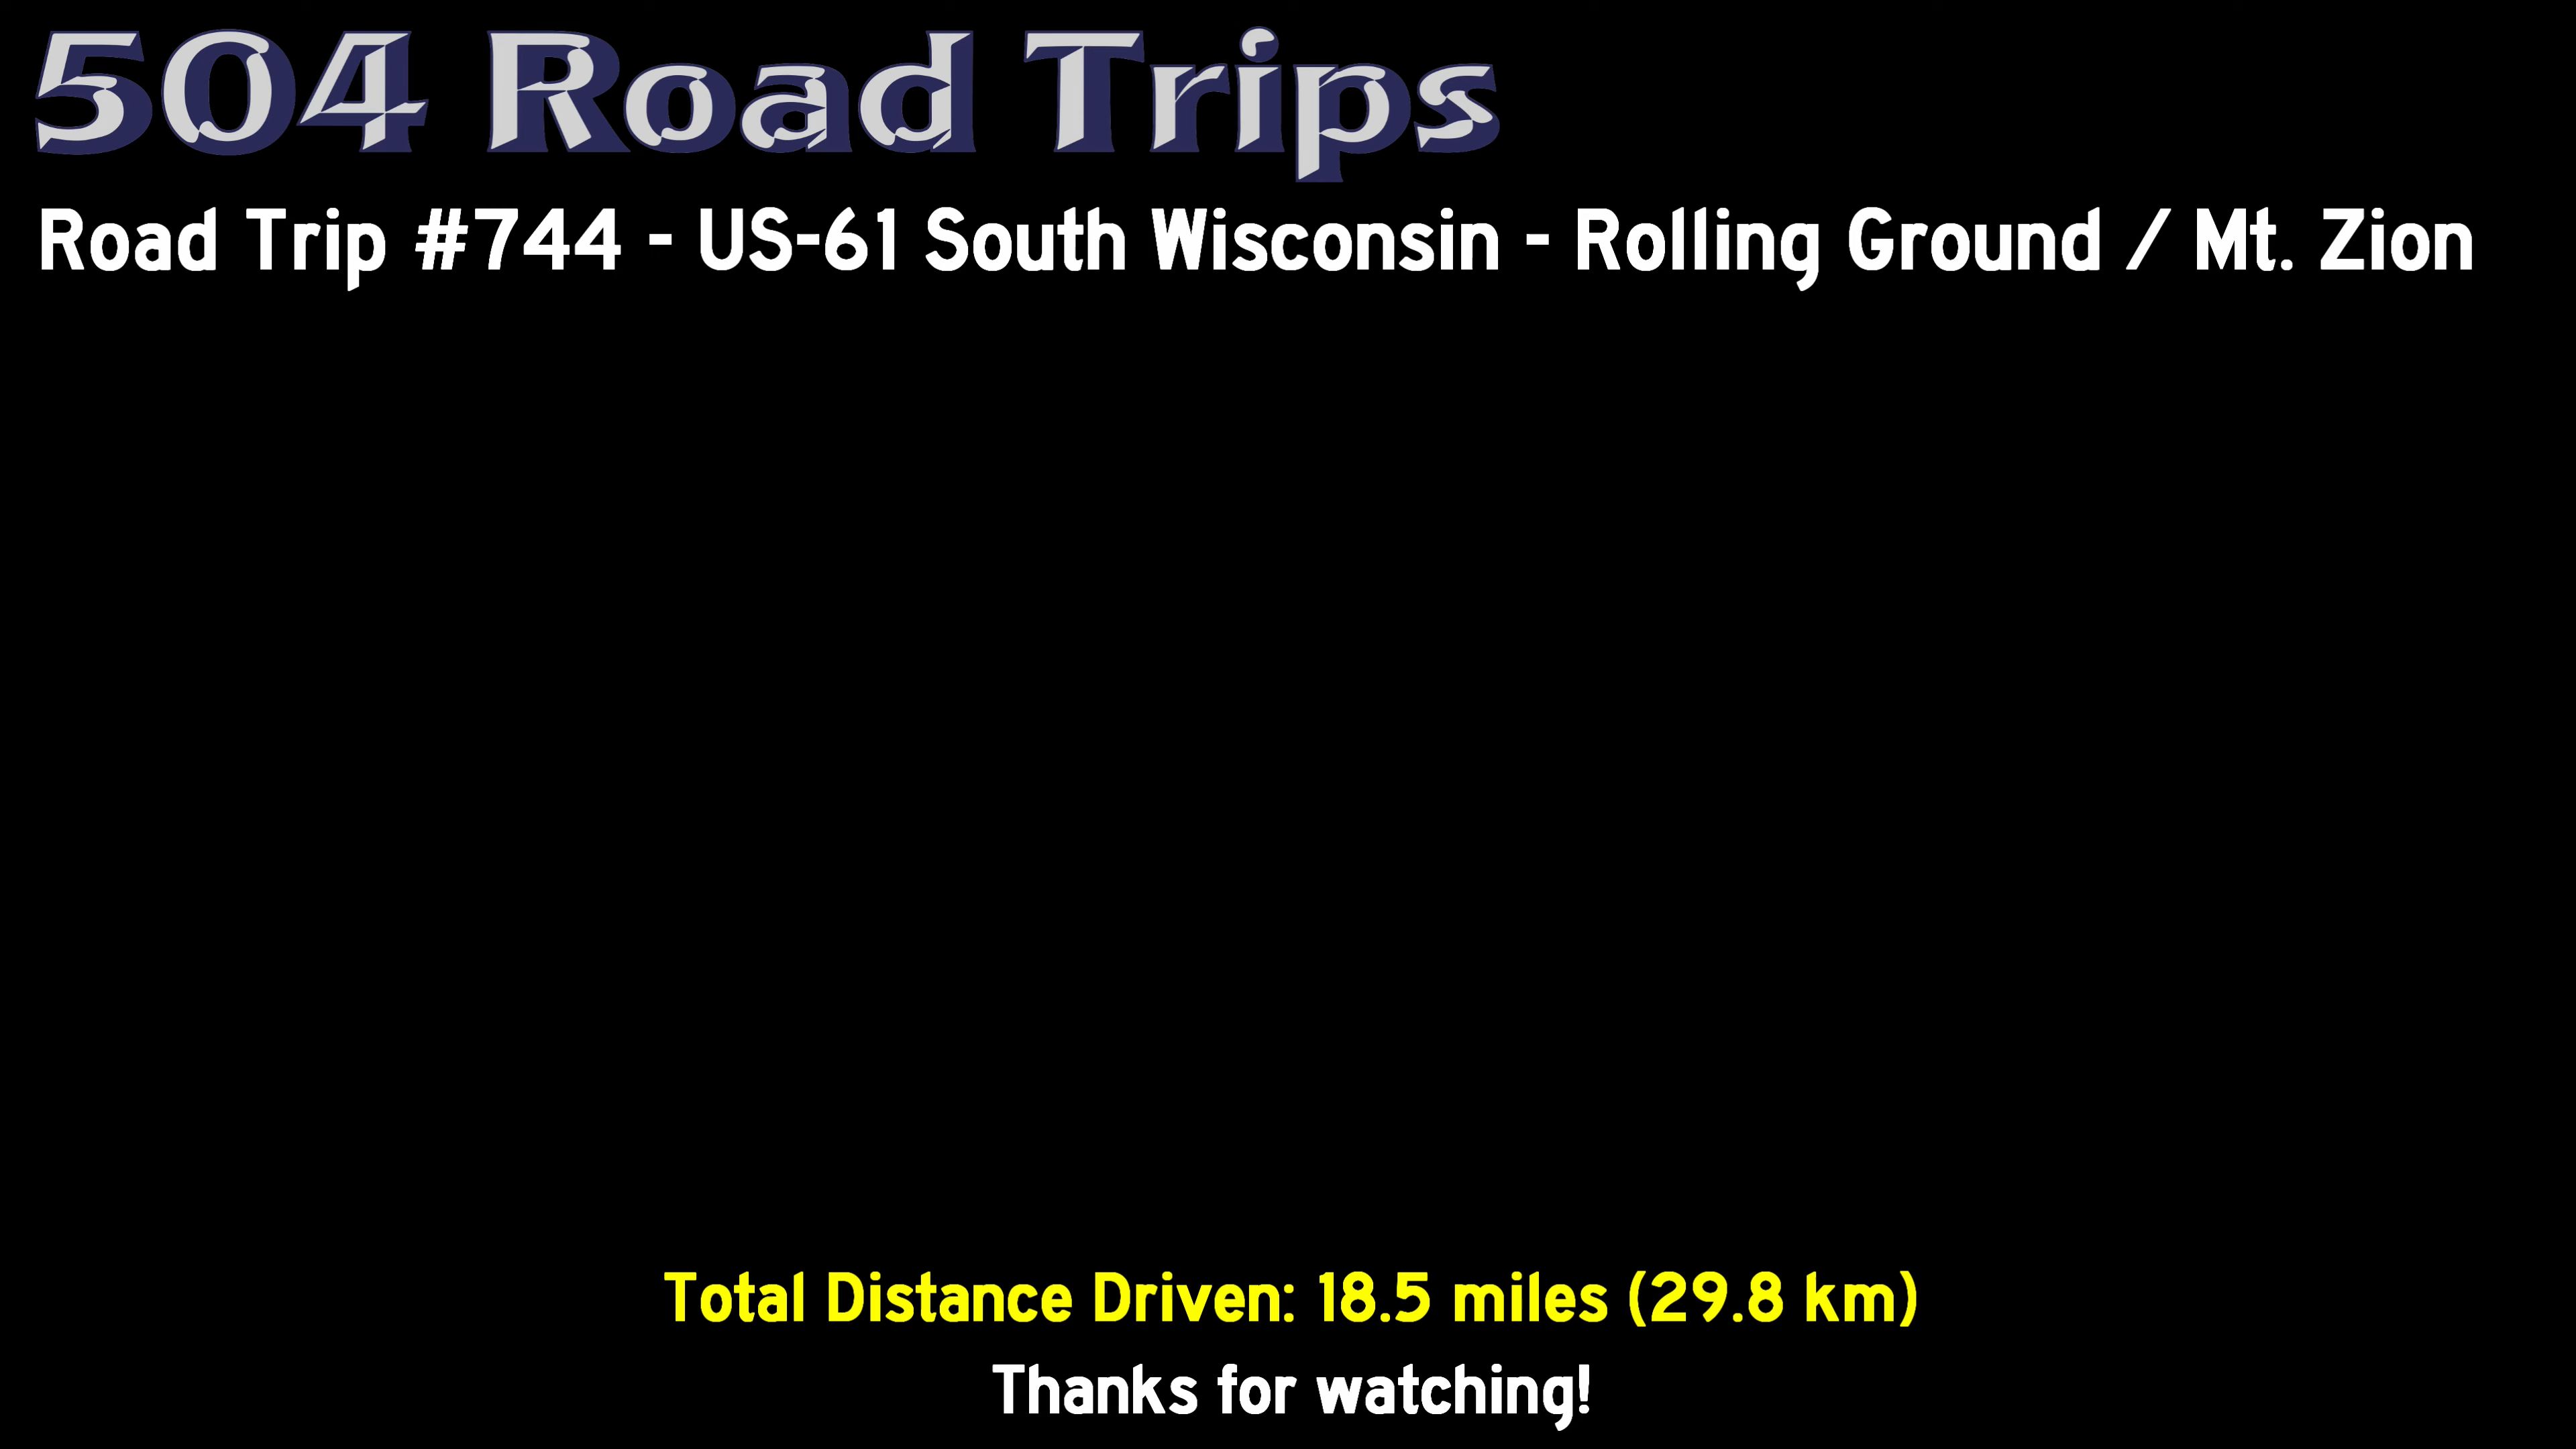 504 Road Trips
Road Trip #744 - US-61 South Wisconsin - Rolling Ground / Mt. Zion
Total Distance Driven: 18.5 miles (29.8 km)
Thanks for watching!